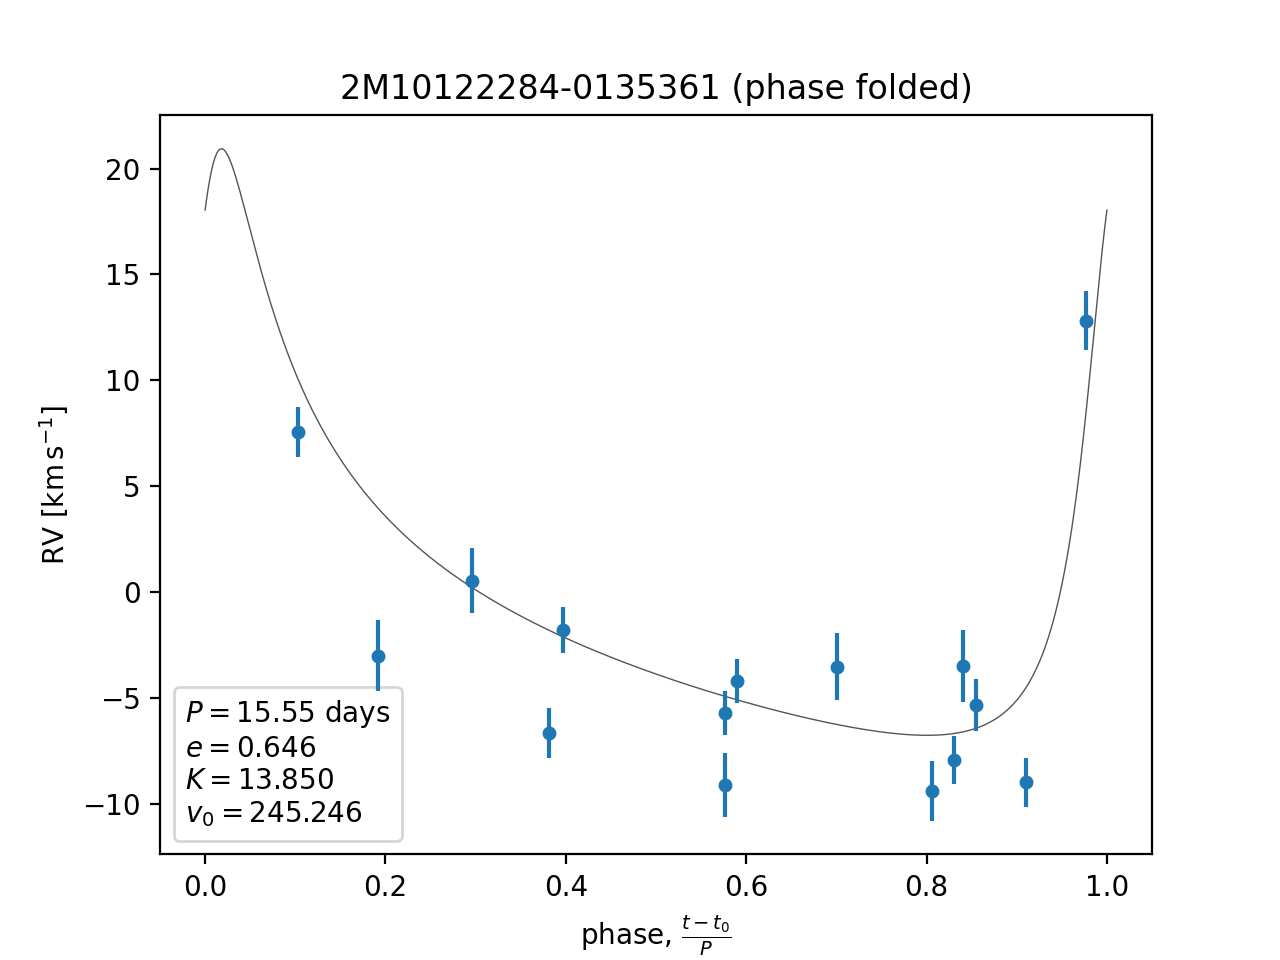 2M10122284-0135361 (phase folded)
20
15
10
5
0
−5
−10
RV [km s⁻¹]
P = 15.55 days
e = 0.646
K = 13.850
v₀ = 245.246
0.0 0.2 0.4 0.6 0.8 1.0
phase, (t − t₀)/P